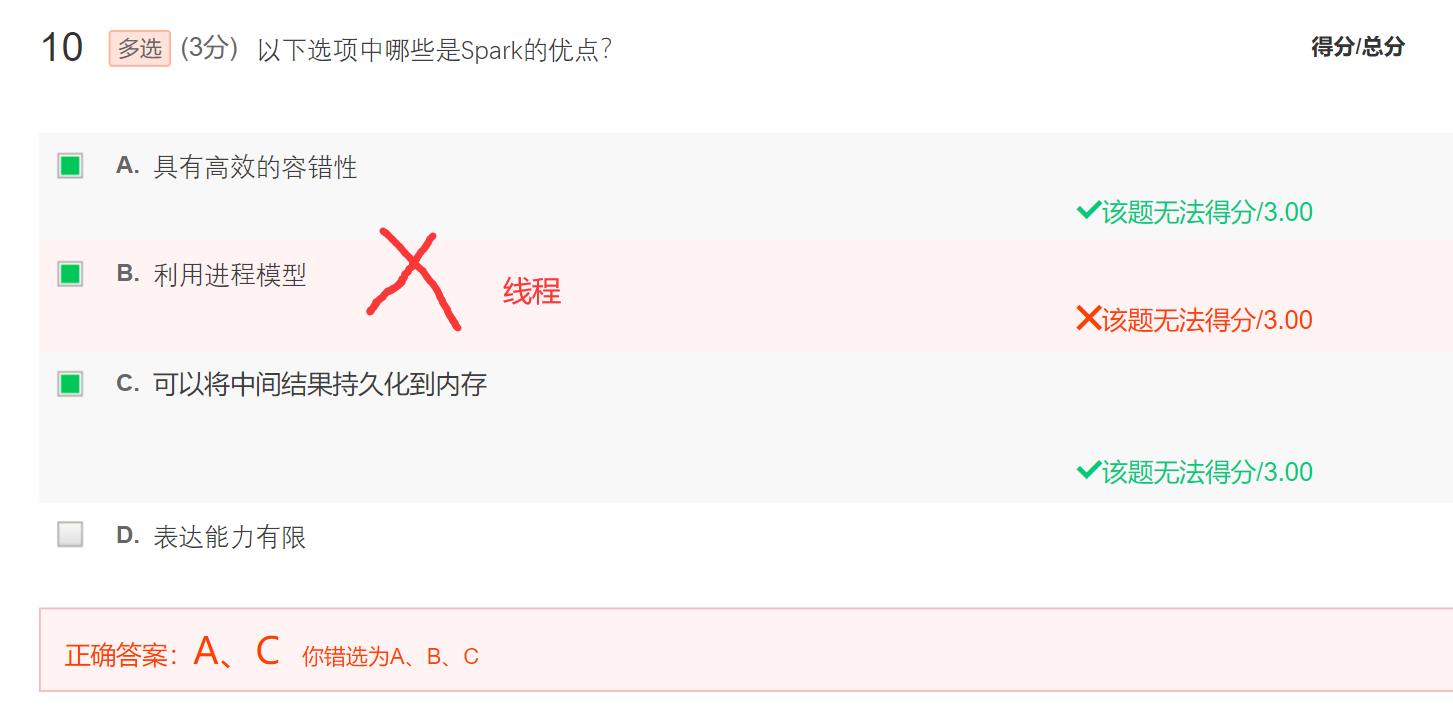 10 多选 (3分) 以下选项中哪些是Spark的优点? 得分/总分
A. 具有高效的容错性
该题无法得分/3.00
B. 利用进程模型
线程
该题无法得分/3.00
C. 可以将中间结果持久化到内存
该题无法得分/3.00
D. 表达能力有限
正确答案：A、C 你错选为A、B、C